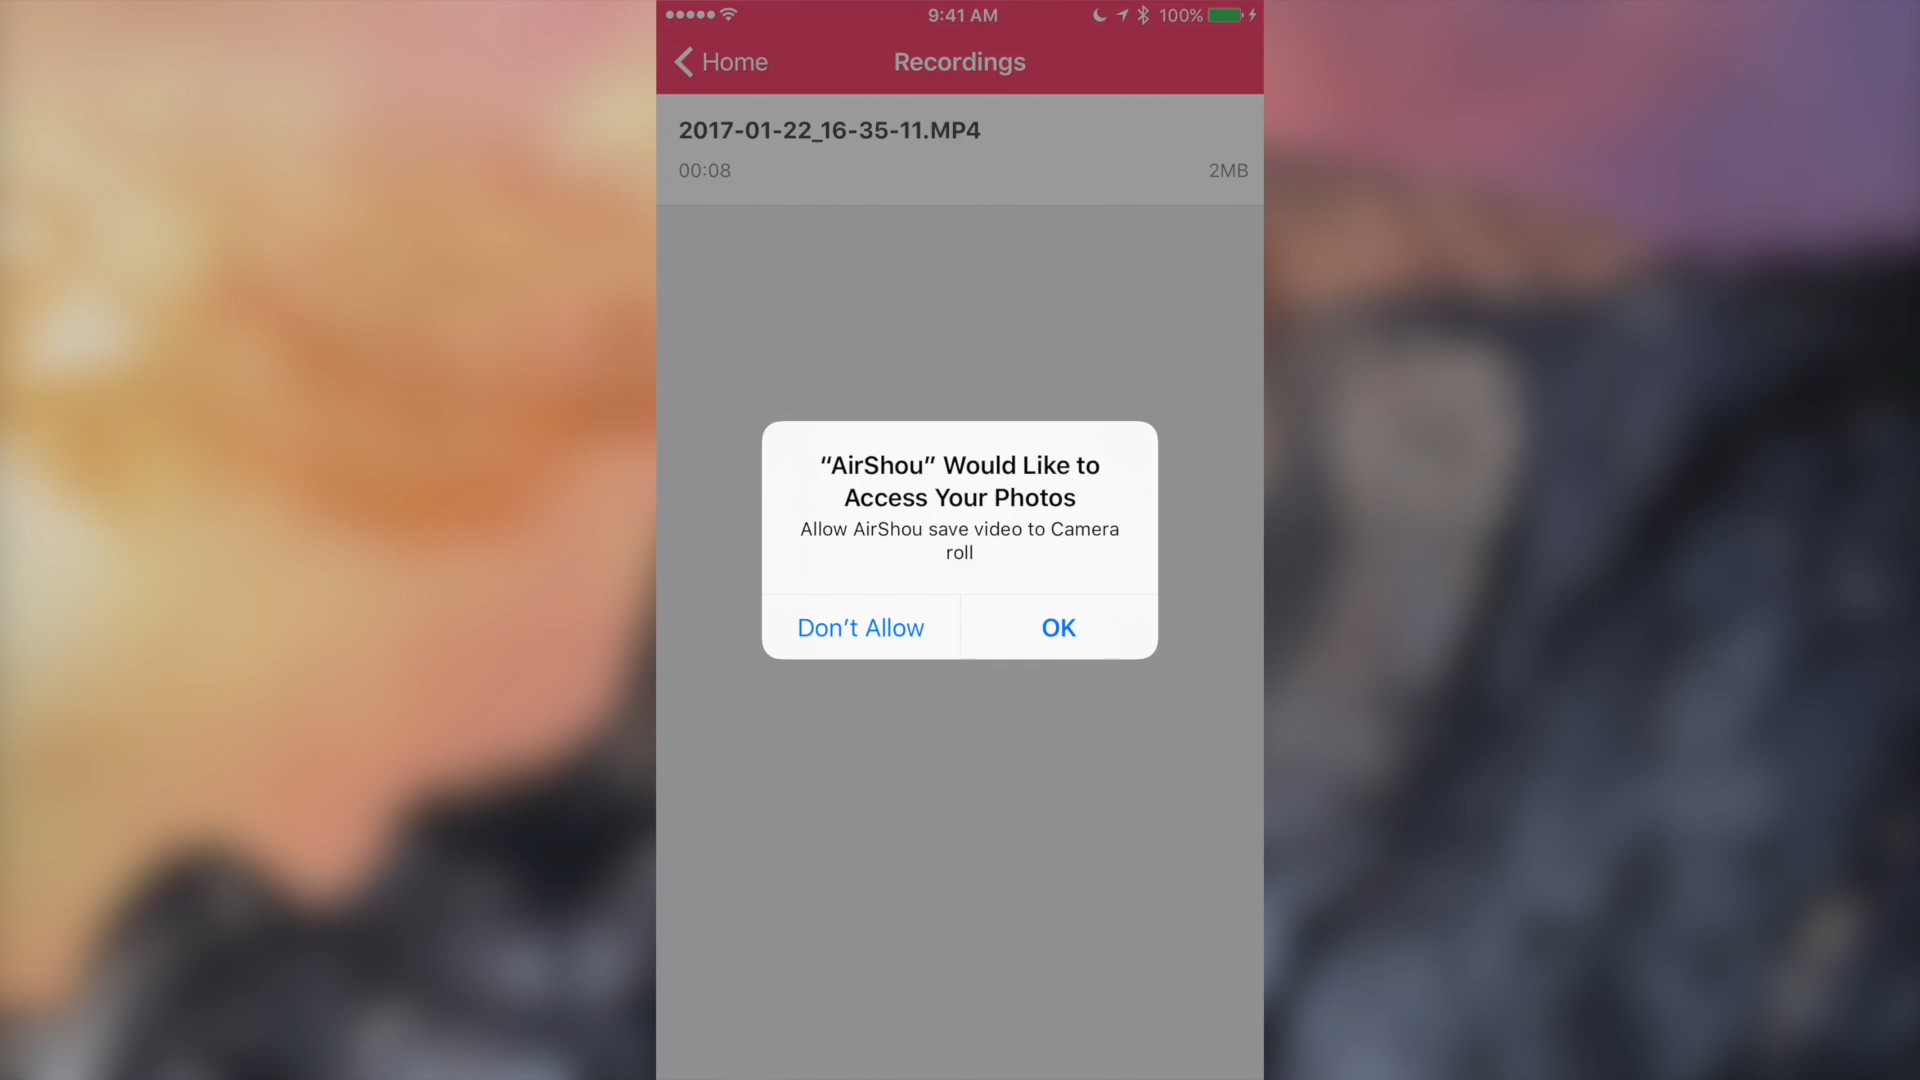 9:41 AM
100%
Home
Recordings
2017-01-22_16-35-11.MP4
00:08
2MB
“AirShou” Would Like to
Access Your Photos
Allow AirShou save video to Camera
roll
Don’t Allow
OK